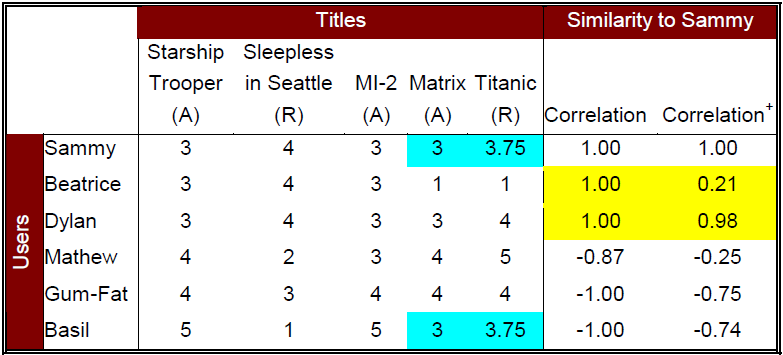 Titles Similarity to Sammy
Starship Trooper (A) Sleepless in Seattle (R) MI-2 (A) Matrix (A) Titanic (R) Correlation Correlation+
Users
Sammy 3 4 3 3 3.75 1.00 1.00
Beatrice 3 4 3 1 1 1.00 0.21
Dylan 3 4 3 3 4 1.00 0.98
Mathew 4 2 3 4 5 -0.87 -0.25
Gum-Fat 4 3 4 4 4 -1.00 -0.75
Basil 5 1 5 3 3.75 -1.00 -0.74